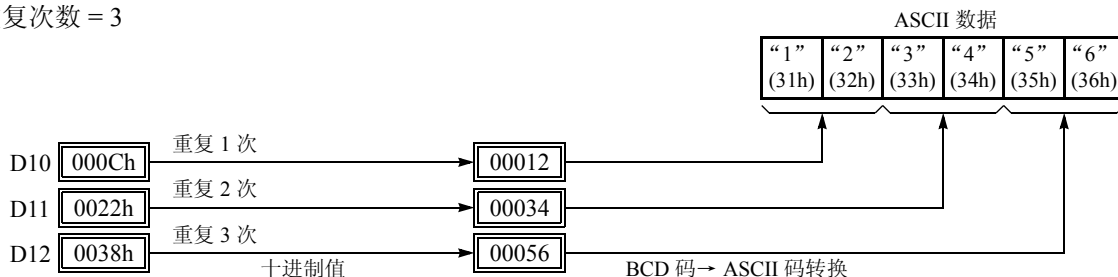 复次数 = 3
ASCII 数据
“1” “2” “3” “4” “5” “6”
(31h) (32h) (33h) (34h) (35h) (36h)
D10 000Ch 重复 1 次 00012
D11 0022h 重复 2 次 00034
D12 0038h 重复 3 次 00056
十进制值 BCD 码→ ASCII 码转换